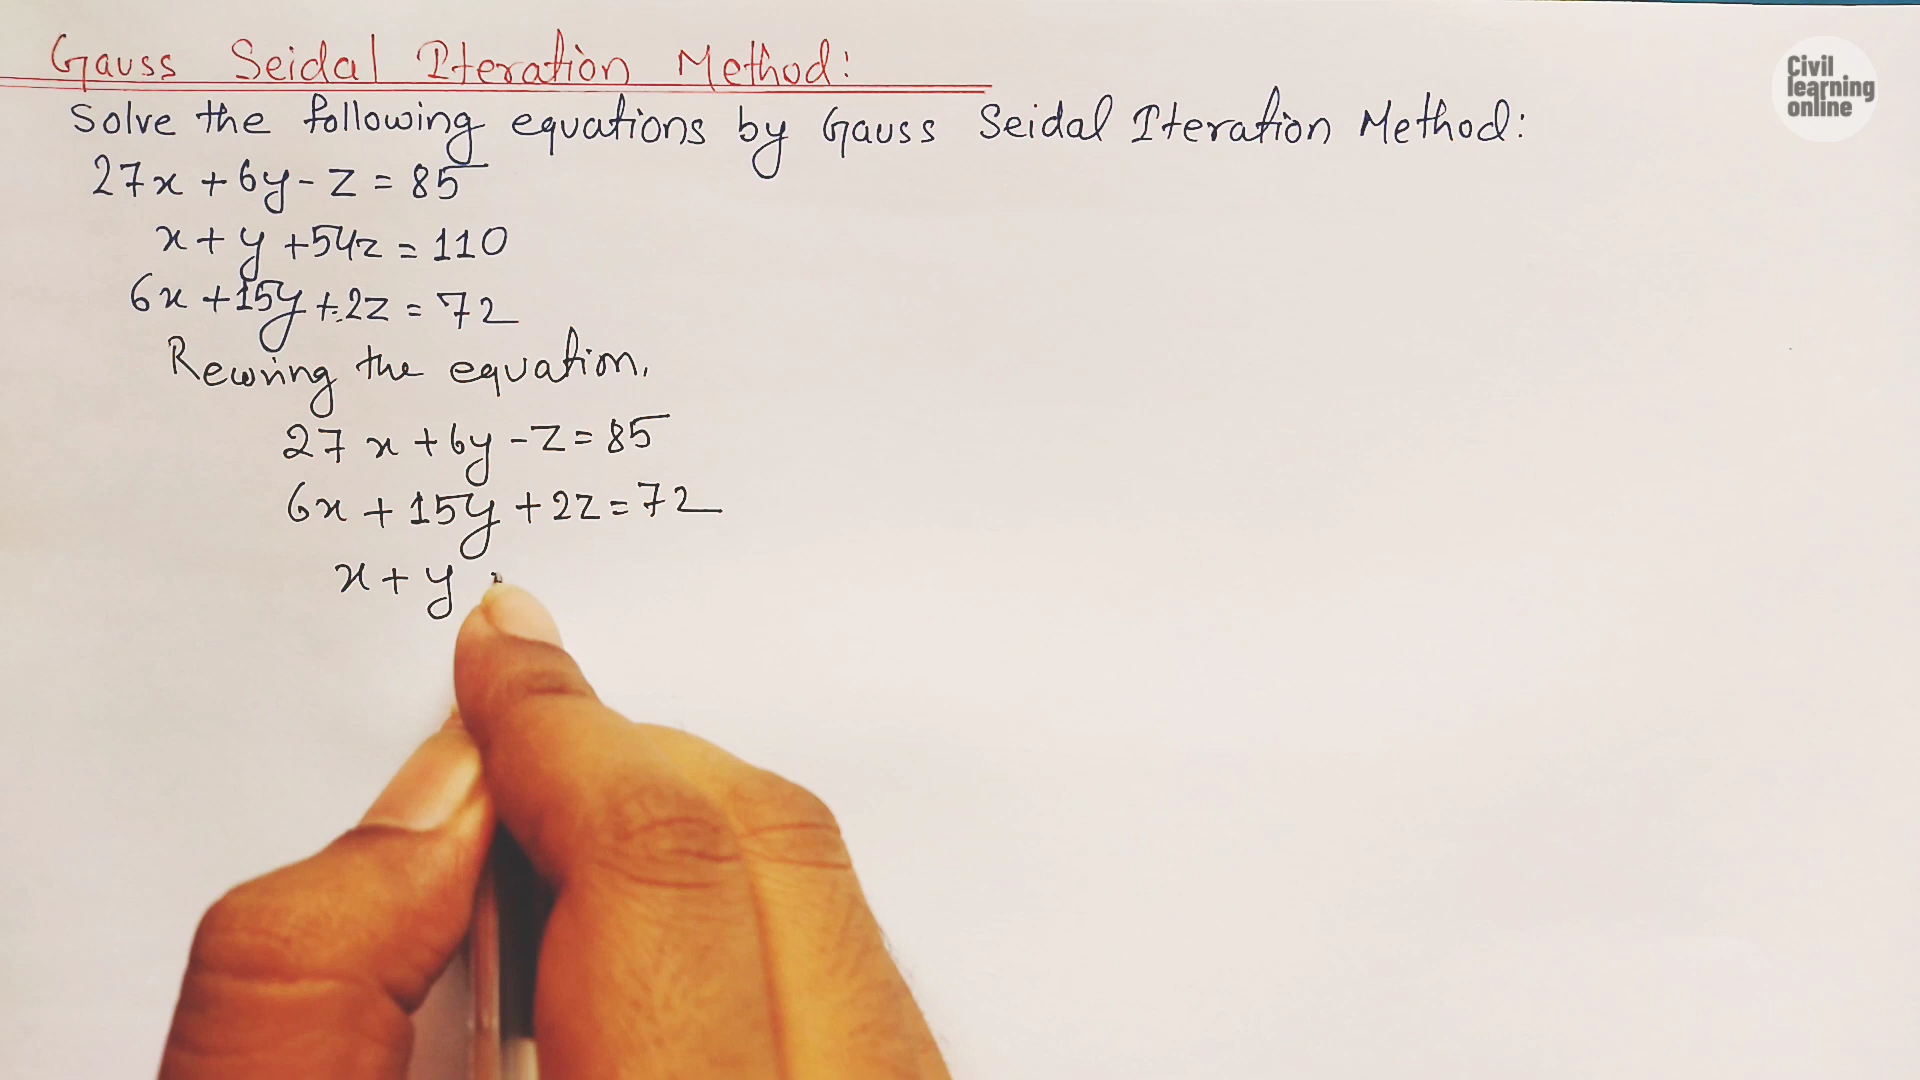 Gauss Seidal Iteration Method:
Solve the following equations by Gauss Seidal Iteration Method:
27x + 6y - z = 85
x + y + 54z = 110
6x + 15y + 2z = 72
Rewring the equation,
27x + 6y - z = 85
6x + 15y + 2z = 72
x + y
Civil
learning
online